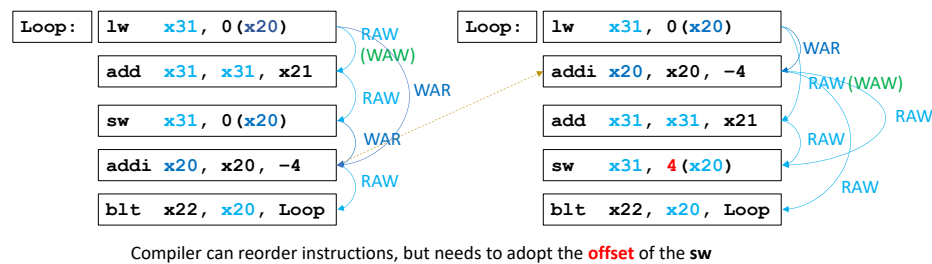 Loop: lw x31, 0(x20)
RAW
(WAW)
add x31, x31, x21
RAW
WAR
sw x31, 0(x20)
WAR
addi x20, x20, −4
RAW
blt x22, x20, Loop
Loop: lw x31, 0(x20)
WAR
addi x20, x20, −4
RAW (WAW)
add x31, x31, x21
RAW
RAW
sw x31, 4(x20)
RAW
blt x22, x20, Loop
Compiler can reorder instructions, but needs to adopt the offset of the sw